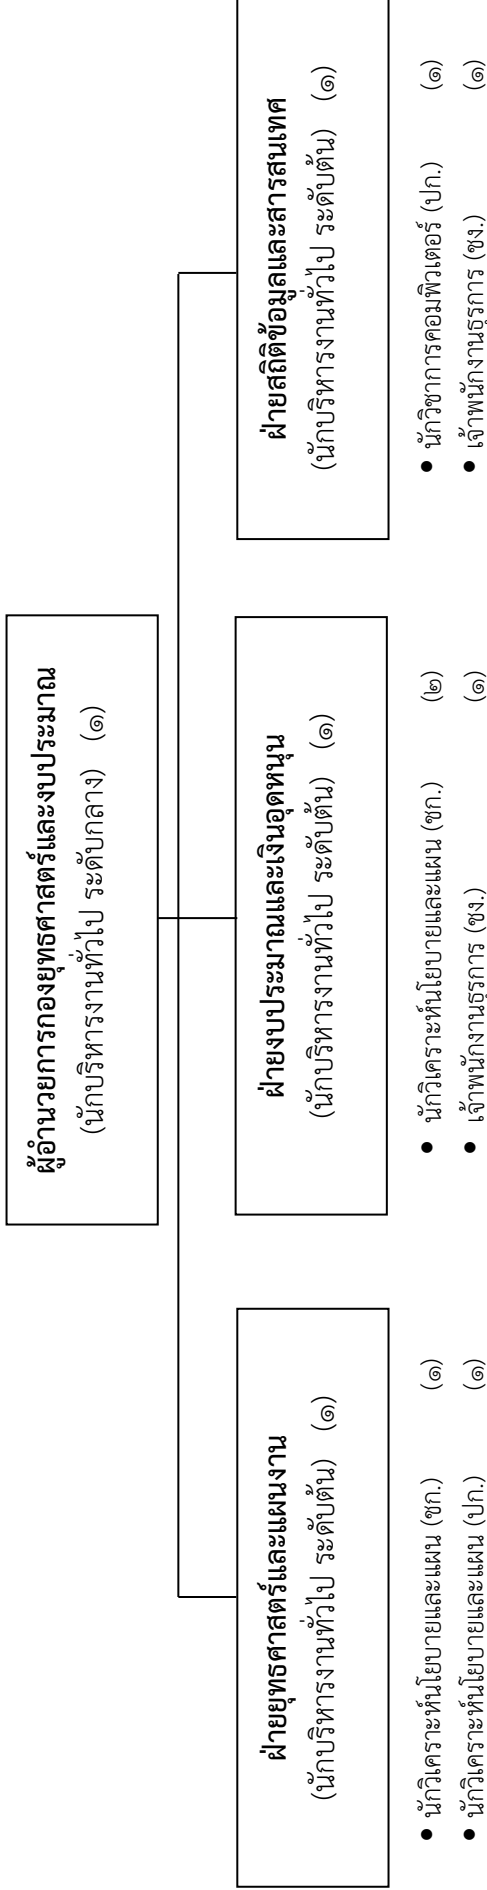 ผู้อำนวยการกองยุทธศาสตร์และงบประมาณ
(นักบริหารงานทั่วไป ระดับกลาง) (๑)
ฝ่ายยุทธศาสตร์และแผนงาน
(นักบริหารงานทั่วไป ระดับต้น) (๑)
• นักวิเคราะห์นโยบายและแผน (ชก.) (๑)
• นักวิเคราะห์นโยบายและแผน (ปก.) (๑)
ฝ่ายงบประมาณและเงินอุดหนุน
(นักบริหารงานทั่วไป ระดับต้น) (๑)
• นักวิเคราะห์นโยบายและแผน (ชก.) (๒)
• เจ้าพนักงานธุรการ (ชง.) (๑)
ฝ่ายสถิติข้อมูลและสารสนเทศ
(นักบริหารงานทั่วไป ระดับต้น) (๑)
• นักวิชาการคอมพิวเตอร์ (ปก.) (๑)
• เจ้าพนักงานธุรการ (ชง.) (๑)